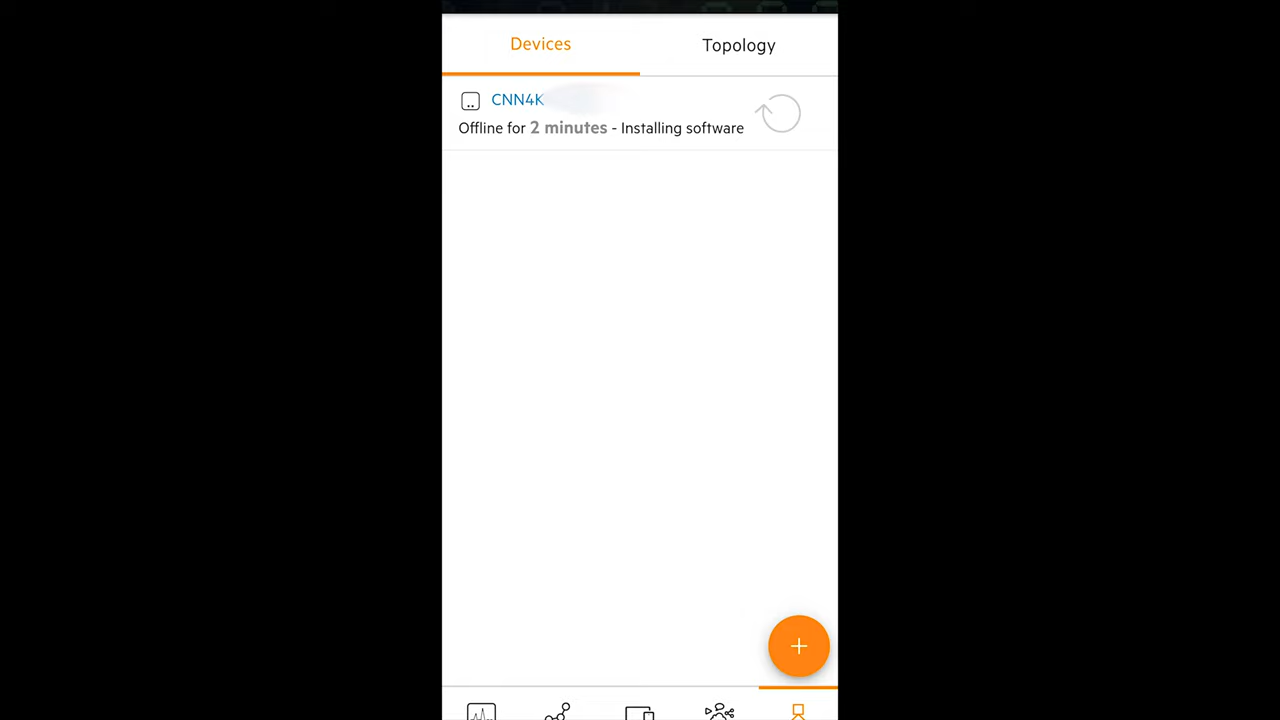 Devices
Topology
CNN4K
Offline for 2 minutes - Installing software